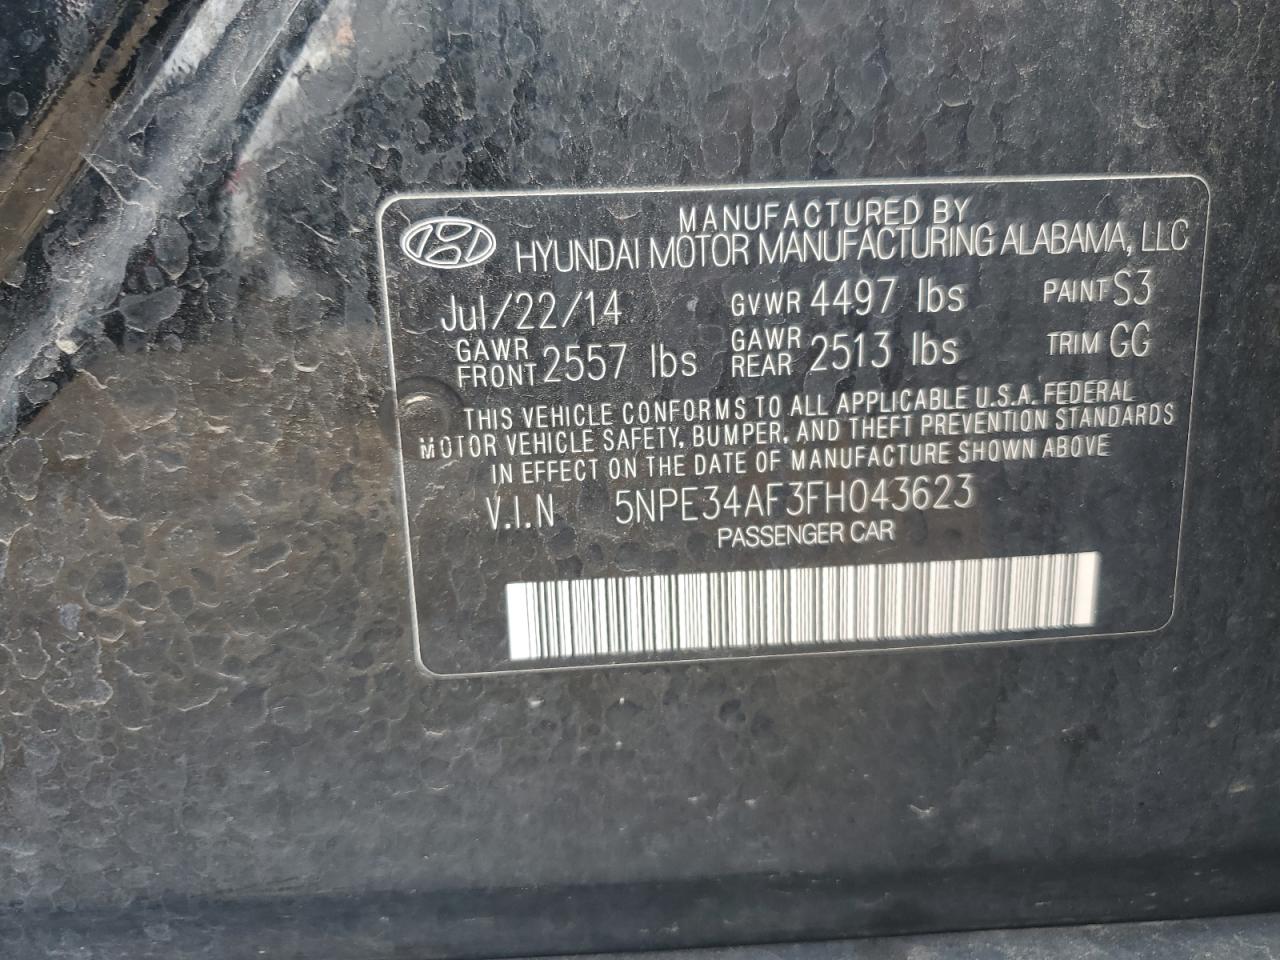 MANUFACTURED BY
HYUNDAI MOTOR MANUFACTURING ALABAMA, LLC
Jul/22/14 GVWR 4497 lbs PAINT S3
GAWR FRONT 2557 lbs GAWR REAR 2513 lbs TRIM GG
THIS VEHICLE CONFORMS TO ALL APPLICABLE U.S.A. FEDERAL
MOTOR VEHICLE SAFETY, BUMPER, AND THEFT PREVENTION STANDARDS
IN EFFECT ON THE DATE OF MANUFACTURE SHOWN ABOVE
V.I.N 5NPE34AF3FH043623
PASSENGER CAR